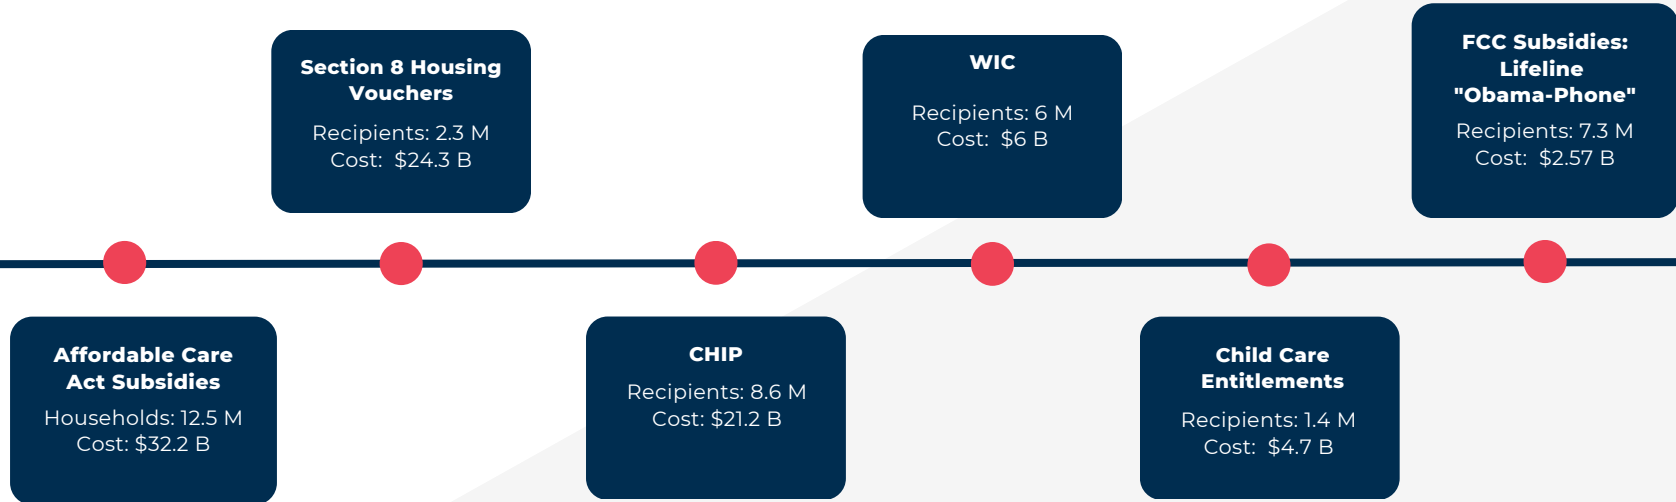 Affordable Care
Act Subsidies
Households: 12.5 M
Cost: $32.2 B
Section 8 Housing
Vouchers
Recipients: 2.3 M
Cost:  $24.3 B
CHIP
Recipients: 8.6 M
Cost: $21.2 B
WIC
Recipients: 6 M
Cost:  $6 B
Child Care
Entitlements
Recipients: 1.4 M
Cost:  $4.7 B
FCC Subsidies:
Lifeline
"Obama-Phone"
Recipients: 7.3 M
Cost:  $2.57 B